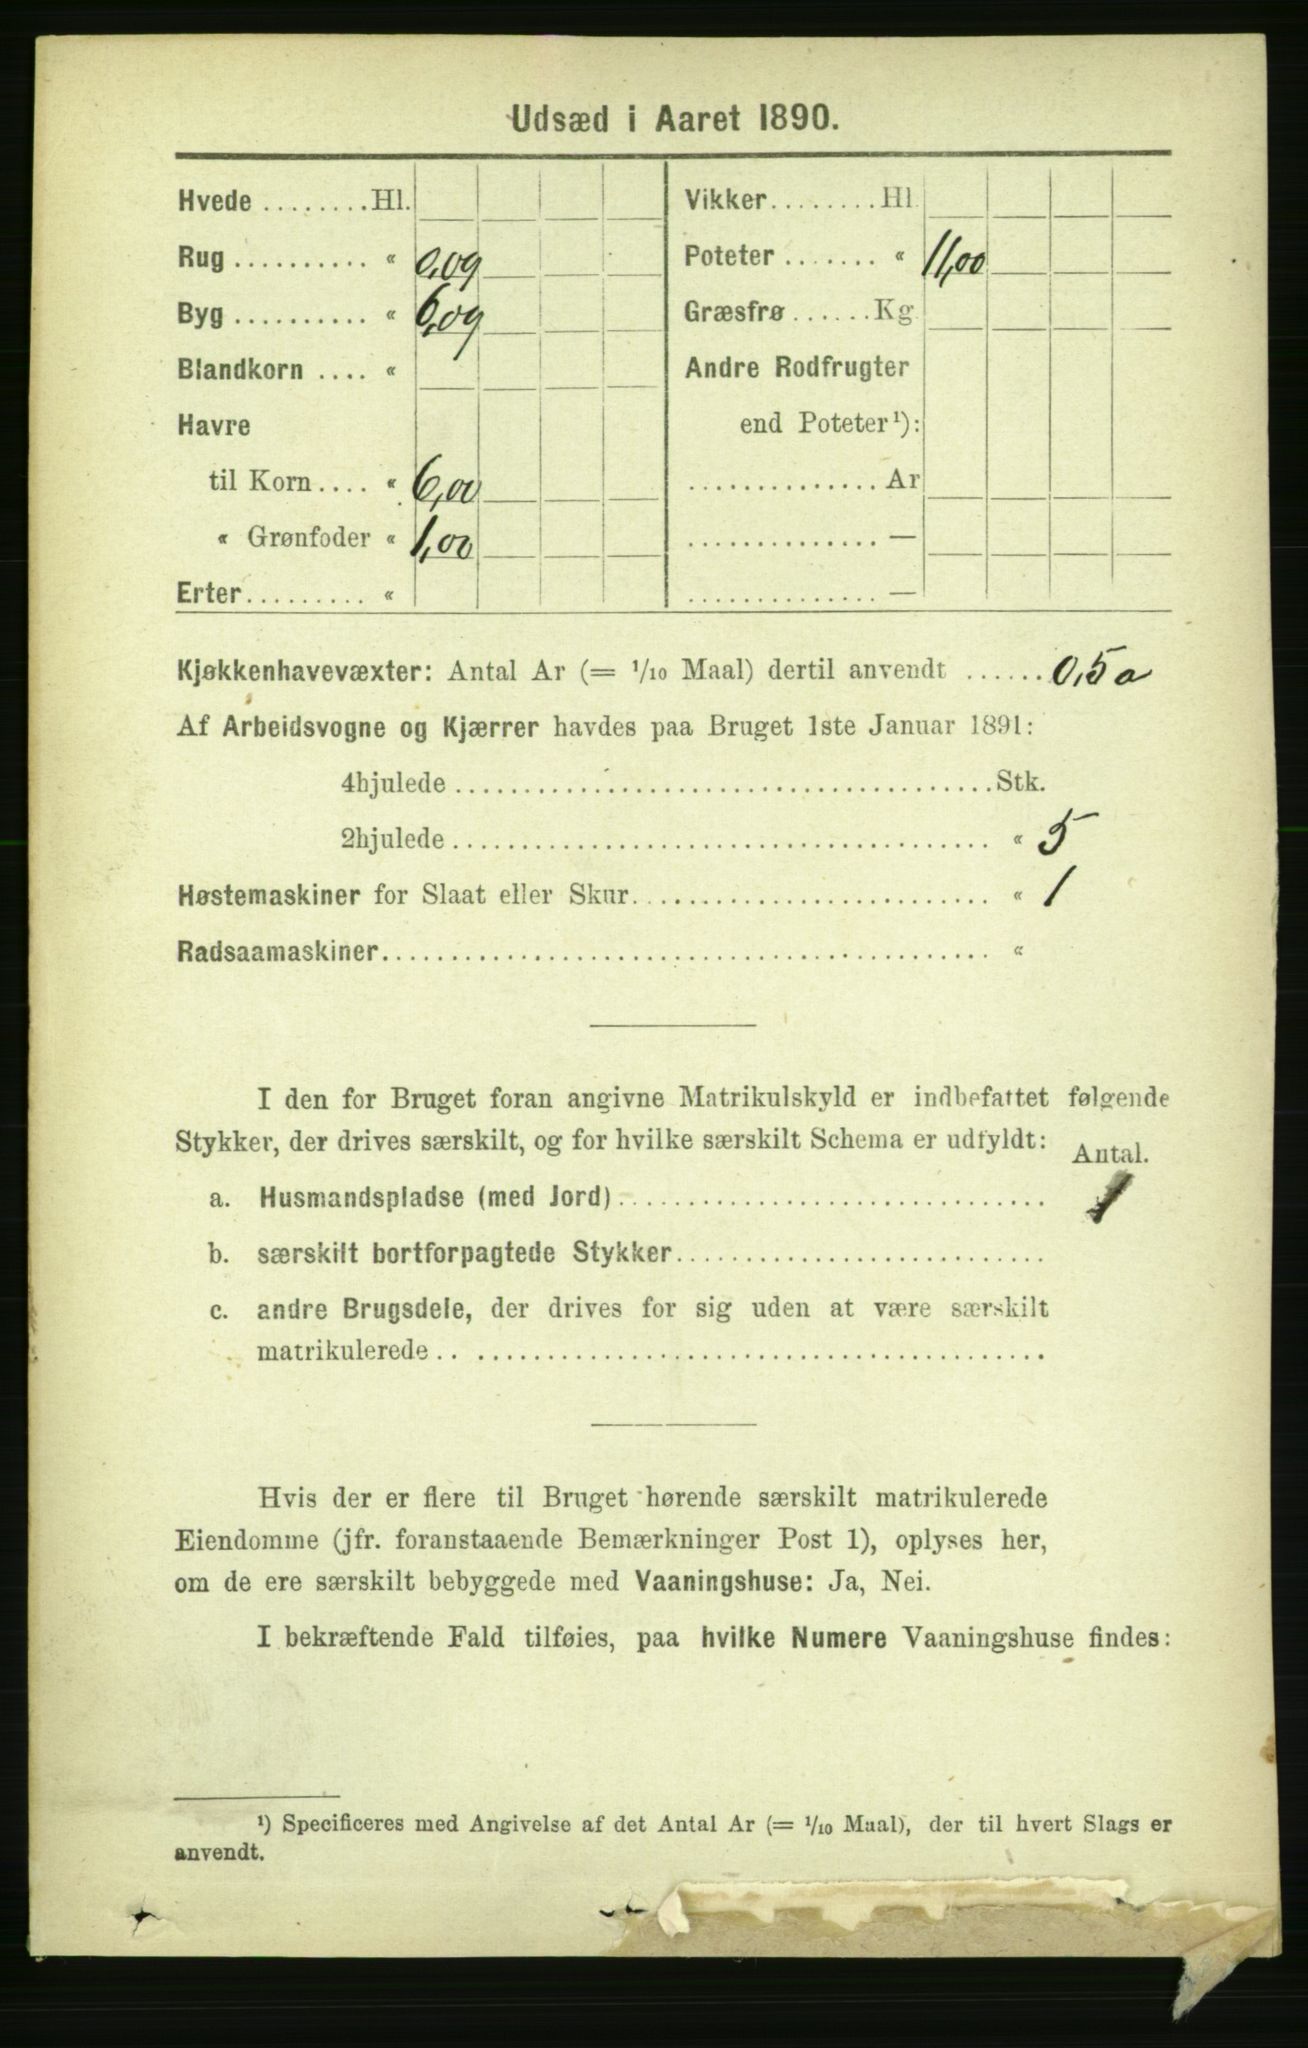 Udsæd i Aaret 1890.
Hvede ........ Hl.
Rug .......... « 0,09
Byg .......... « 6,09
Blandkorn .... «
Havre
til Korn .... « 6,00
« Grønfoder « 1,00
Erter ......... «
Vikker ........ Hl
Poteter ....... « 11,00
Græsfrø ...... Kg
Andre Rodfrugter
end Poteter ¹):
.............. Ar
.............. —
.............. —
Kjøkkenhavevæxter: Antal Ar (= 1/10 Maal) dertil anvendt ...... 0,5 a
Af Arbeidsvogne og Kjærrer havdes paa Bruget 1ste Januar 1891:
4hjulede ....................................... Stk.
2hjulede ....................................... « 5
Høstemaskiner for Slaat eller Skur .......................... « 1
Radsaamaskiner ............................................ «
I den for Bruget foran angivne Matrikulskyld er indbefattet følgende
Stykker, der drives særskilt, og for hvilke særskilt Schema er udfyldt: Antal.
a. Husmandspladse (med Jord) ............................... 1
b. særskilt bortforpagtede Stykker ...........................
c. andre Brugsdele, der drives for sig uden at være særskilt
matrikulerede .. .........................................
Hvis der er flere til Bruget hørende særskilt matrikulerede
Eiendomme (jfr. foranstaaende Bemærkninger Post 1), oplyses her,
om de ere særskilt bebyggede med Vaaningshuse: Ja, Nei.
I bekræftende Fald tilføies, paa hvilke Numere Vaaningshuse findes:
¹) Specificeres med Angivelse af det Antal Ar (= 1/10 Maal), der til hvert Slags er
anvendt.